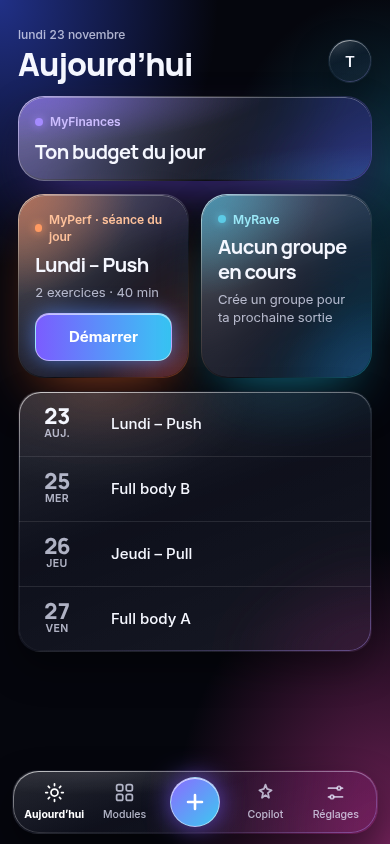 lundi 23 novembre
Aujourd’hui
T
MyFinances
Ton budget du jour
MyPerf · séance du
jour
Lundi – Push
2 exercices · 40 min
Démarrer
MyRave
Aucun groupe
en cours
Crée un groupe pour
ta prochaine sortie
23
AUJ.
Lundi – Push
25
MER
Full body B
26
JEU
Jeudi – Pull
27
VEN
Full body A
Aujourd’hui
Modules
Copilot
Réglages